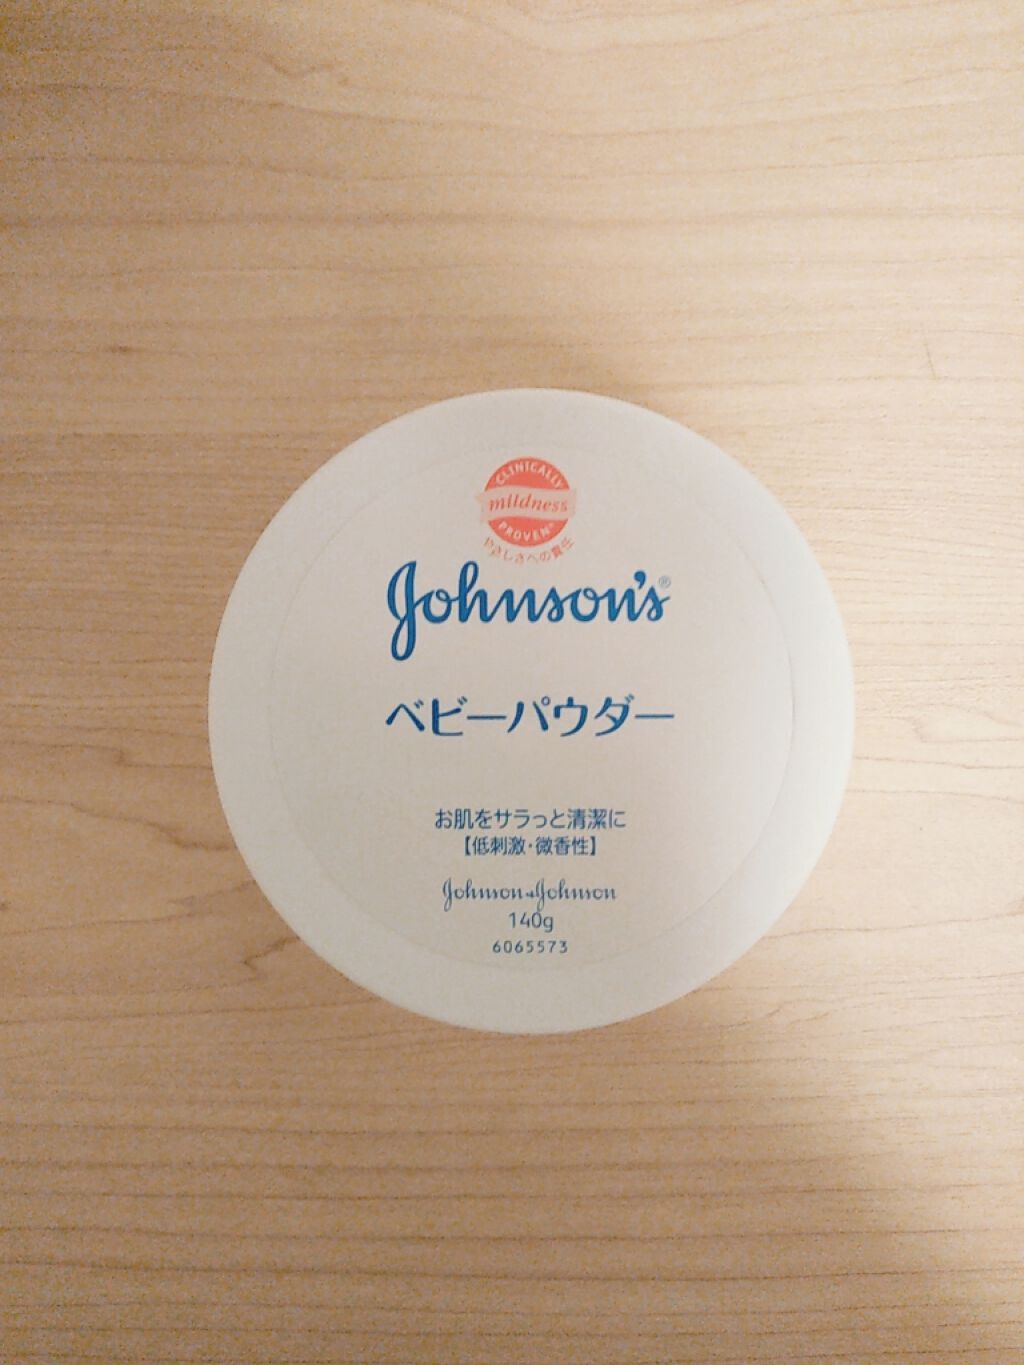 CLINICALLY
mildness
PROVEN®
やさしさへの責任
Johnson's®
ベビーパウダー
お肌をサラっと清潔に
【低刺激・微香性】
Johnson&Johnson
140g
6065573